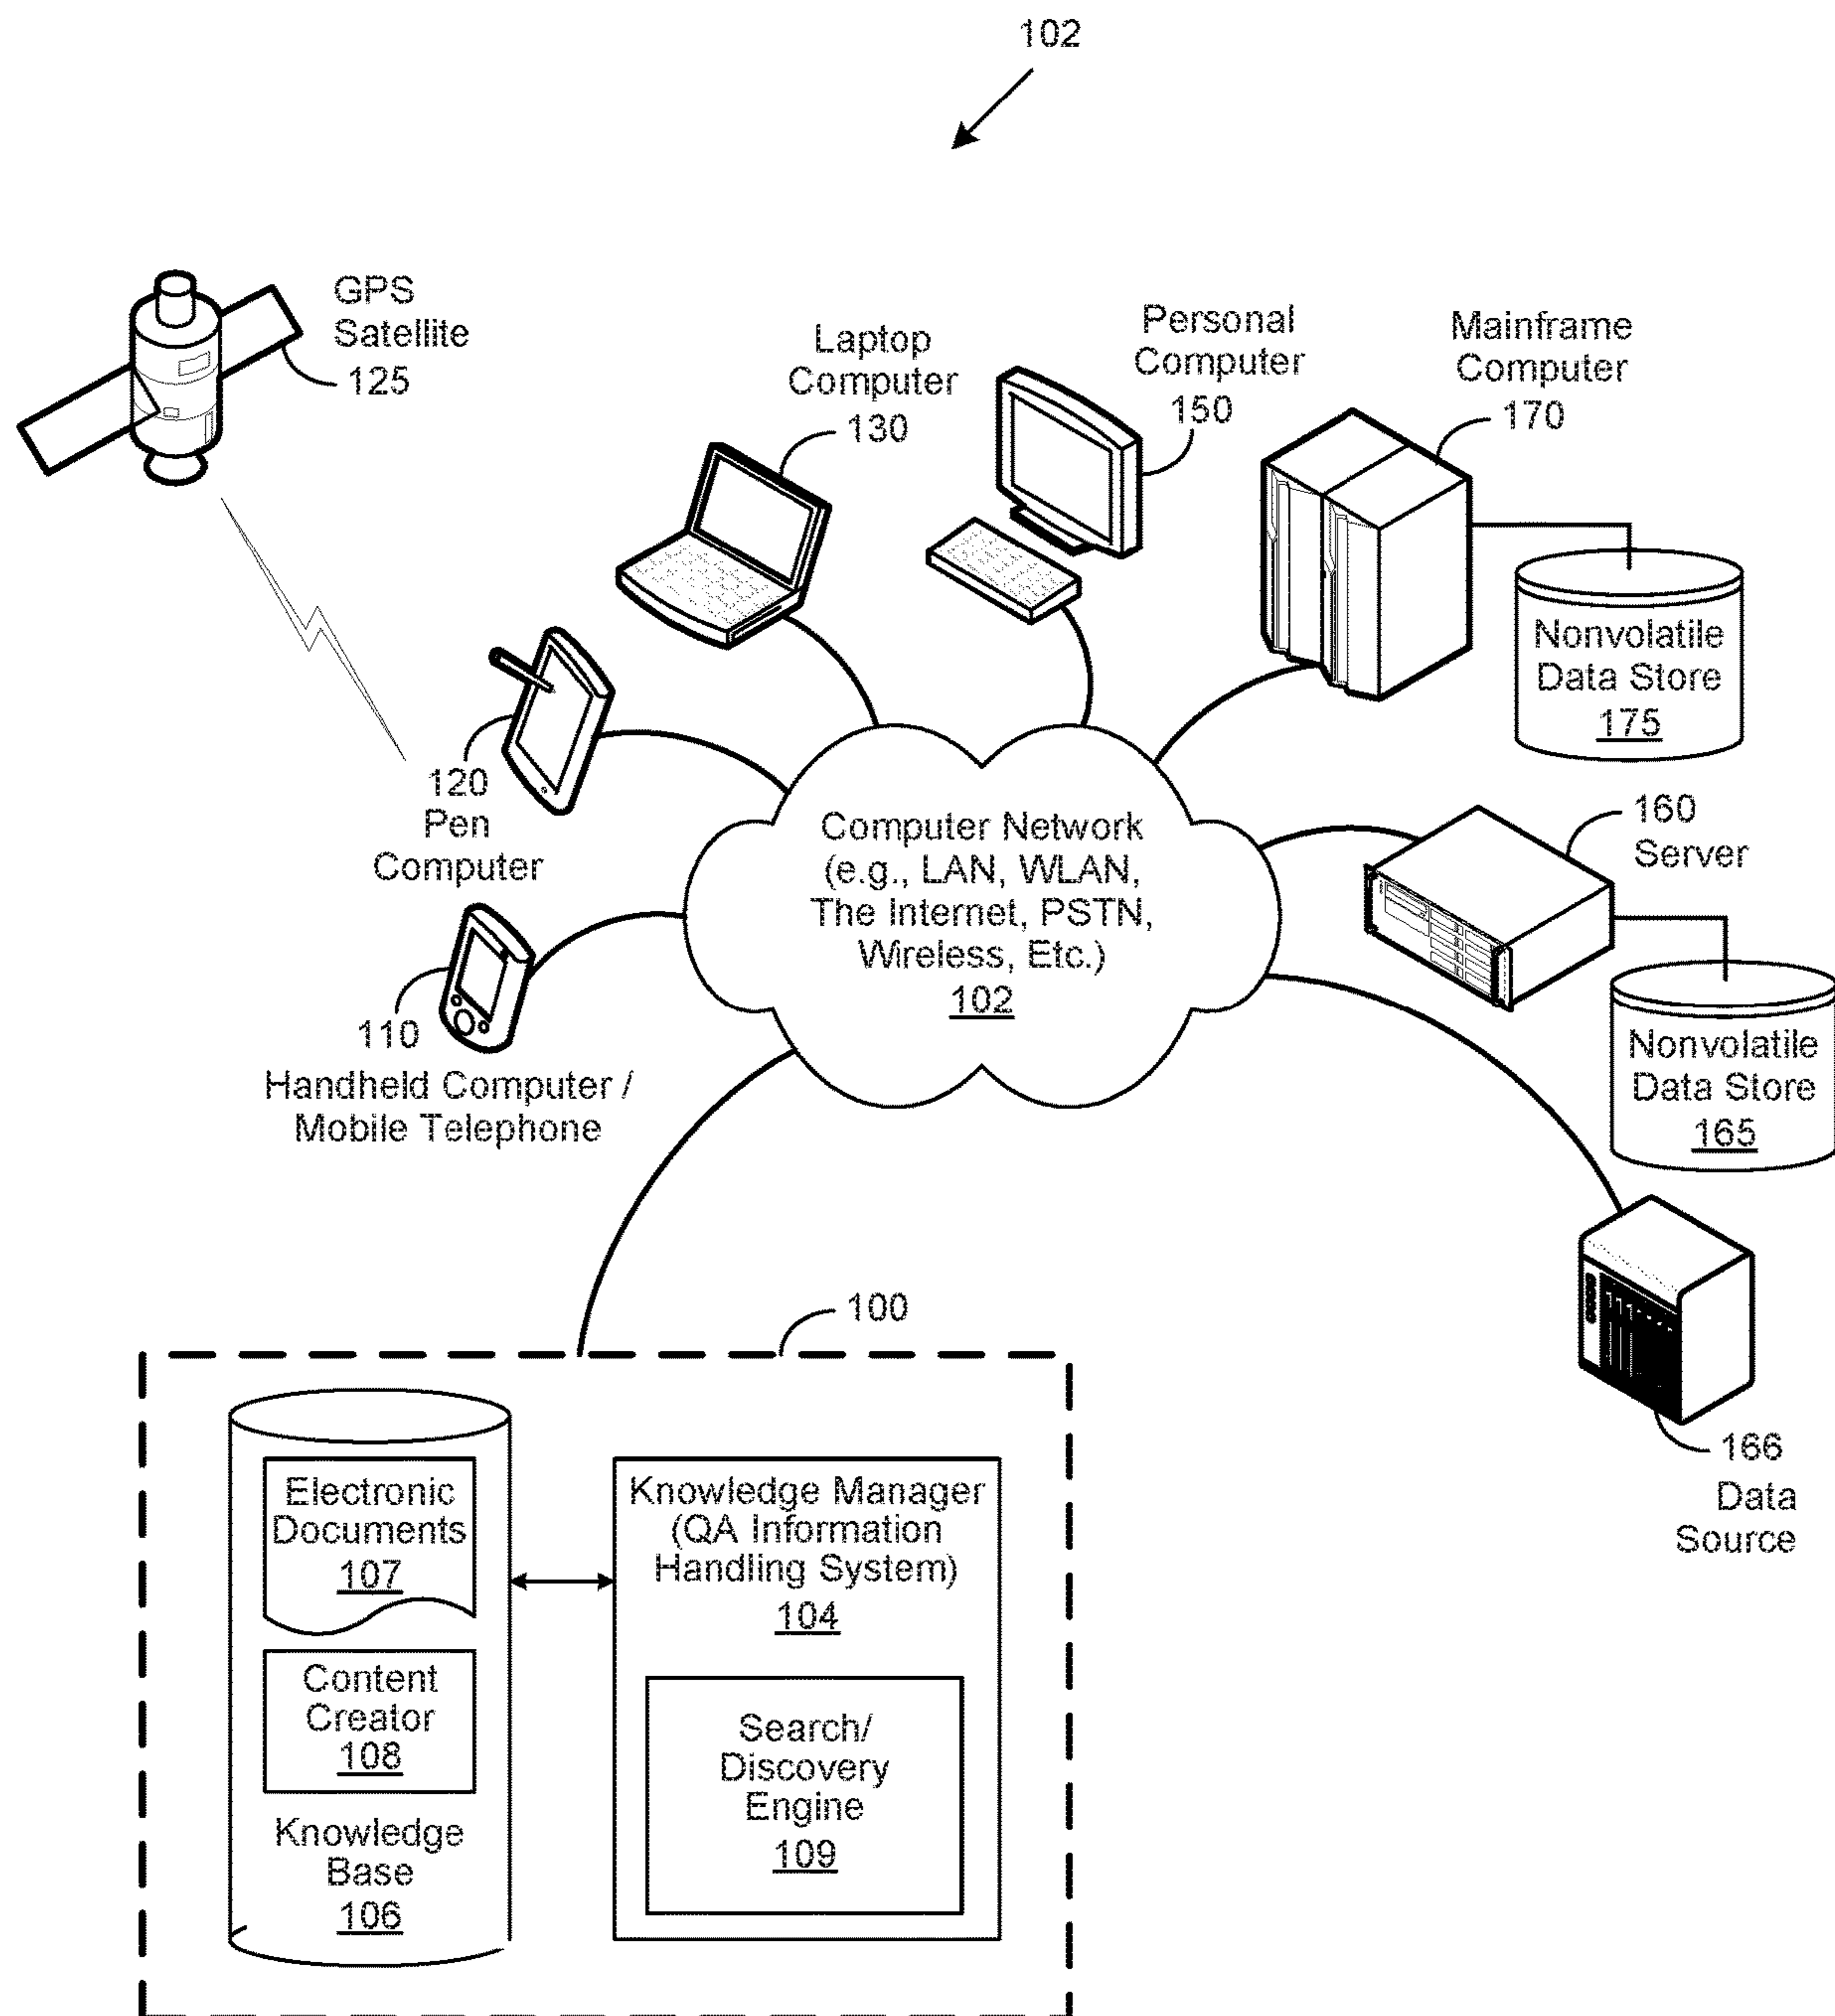 102
GPS
Satellite
125
Laptop
Computer
130
Personal
Computer
150
Mainframe
Computer
170
Nonvolatile
Data Store
175
120
Pen
Computer
Computer Network
(e.g., LAN, WLAN,
The Internet, PSTN,
Wireless, Etc.)
102
160
Server
110
Handheld Computer /
Mobile Telephone
Nonvolatile
Data Store
165
100
166
Data
Source
Electronic
Documents
107
Content
Creator
108
Knowledge
Base
106
Knowledge Manager
(QA Information
Handling System)
104
Search/
Discovery
Engine
109